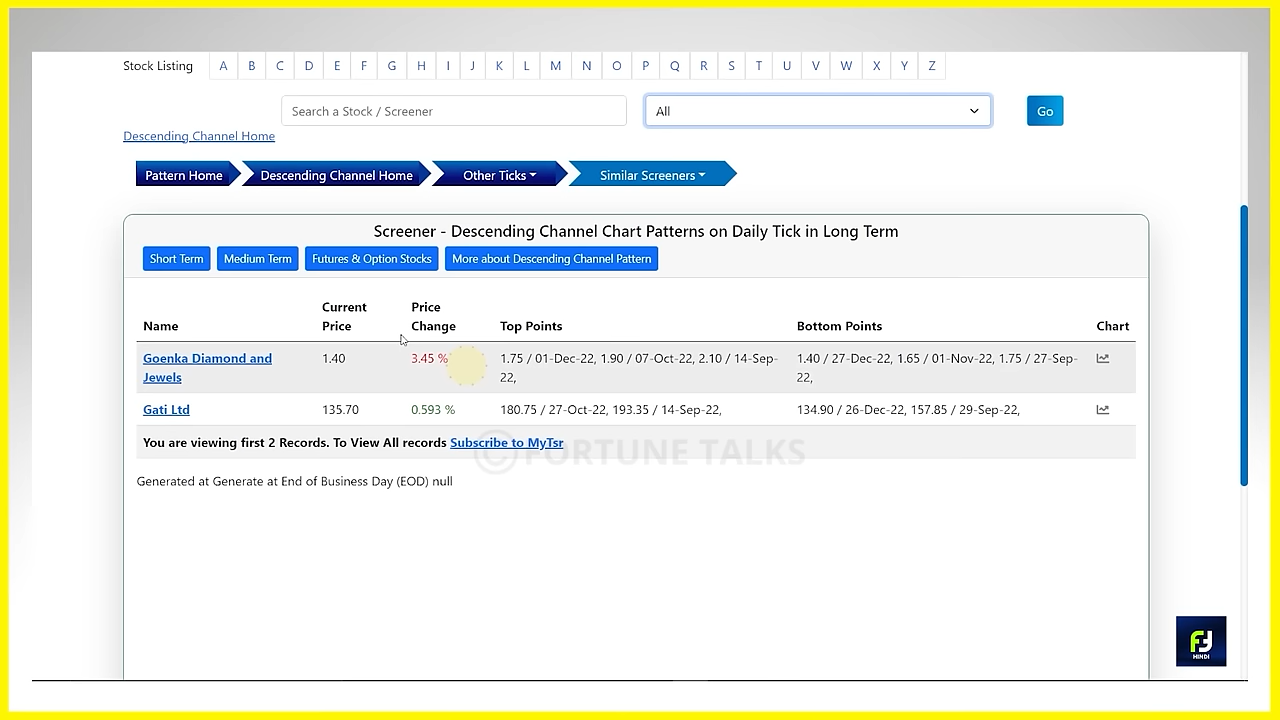 Stock Listing A B C D E F G H I J K L M N O P Q R S T U V W X Y Z
Search a Stock / Screener All Go
Descending Channel Home
Pattern Home Descending Channel Home Other Ticks Similar Screeners
Screener - Descending Channel Chart Patterns on Daily Tick in Long Term
Short Term Medium Term Futures & Option Stocks More about Descending Channel Pattern
Name Current Price Price Change Top Points Bottom Points Chart
Goenka Diamond and 1.40 3.45 % 1.75 / 01-Dec-22, 1.90 / 07-Oct-22, 2.10 / 14-Sep- 1.40 / 27-Dec-22, 1.65 / 01-Nov-22, 1.75 / 27-Sep-
Jewels 22, 22,
Gati Ltd 135.70 0.593 % 180.75 / 27-Oct-22, 193.35 / 14-Sep-22, 134.90 / 26-Dec-22, 157.85 / 29-Sep-22,
You are viewing first 2 Records. To View All records Subscribe to MyTsr
© FORTUNE TALKS
Generated at Generate at End of Business Day (EOD) null
HINDI